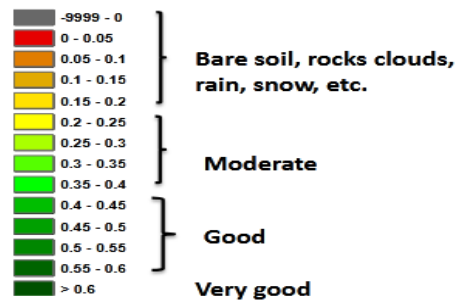 -9999 - 0
0 - 0.05
0.05 - 0.1
0.1 - 0.15
0.15 - 0.2
0.2 - 0.25
0.25 - 0.3
0.3 - 0.35
0.35 - 0.4
0.4 - 0.45
0.45 - 0.5
0.5 - 0.55
0.55 - 0.6
> 0.6
Bare soil, rocks clouds,
rain, snow, etc.
Moderate
Good
Very good